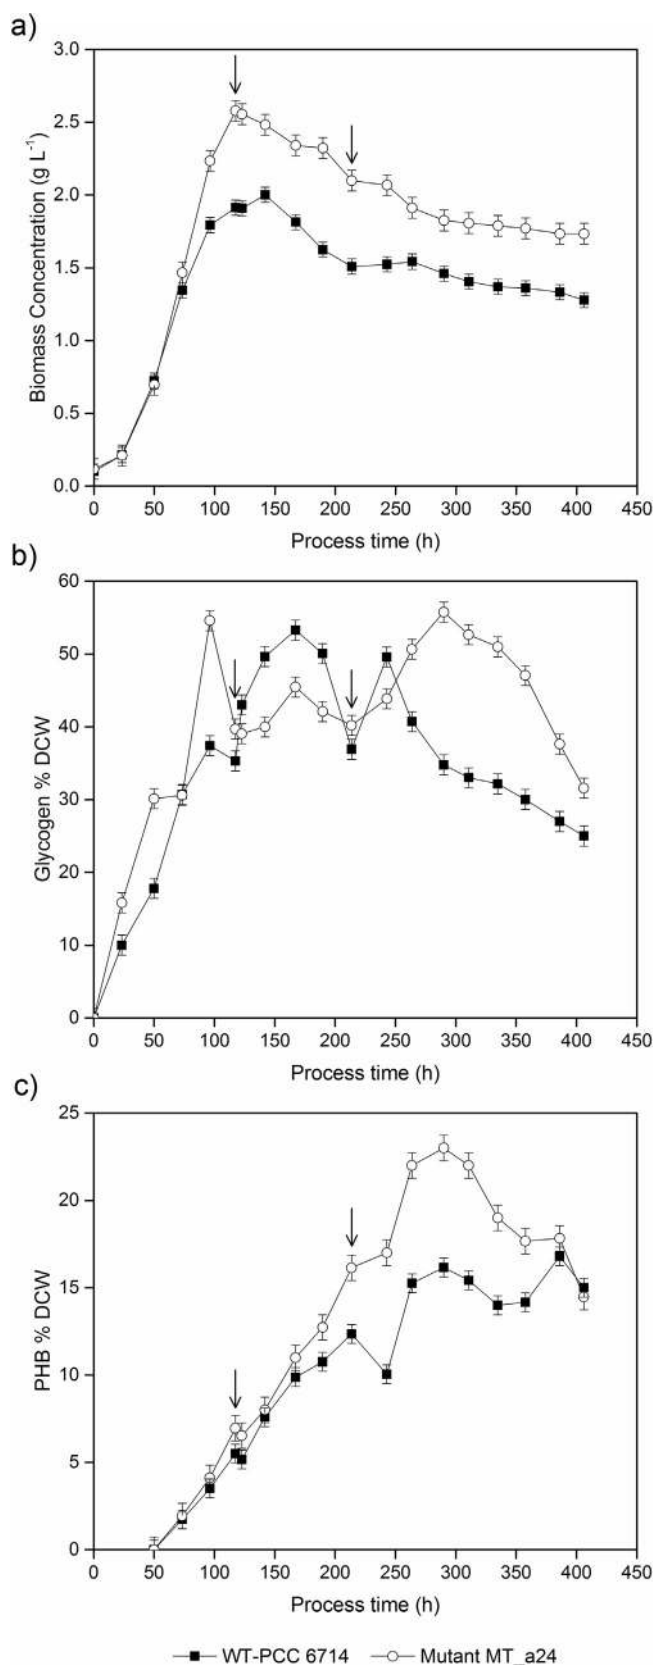 a)
3.0
2.5
2.0
1.5
1.0
0.5
0.0
Biomass Concentration (g L⁻¹)
0 50 100 150 200 250 300 350 400 450
Process time (h)
b)
60
50
40
30
20
10
0
Glycogen % DCW
0 50 100 150 200 250 300 350 400 450
Process time (h)
c)
25
20
15
10
5
0
PHB % DCW
0 50 100 150 200 250 300 350 400 450
Process time (h)
WT-PCC 6714 Mutant MT_a24